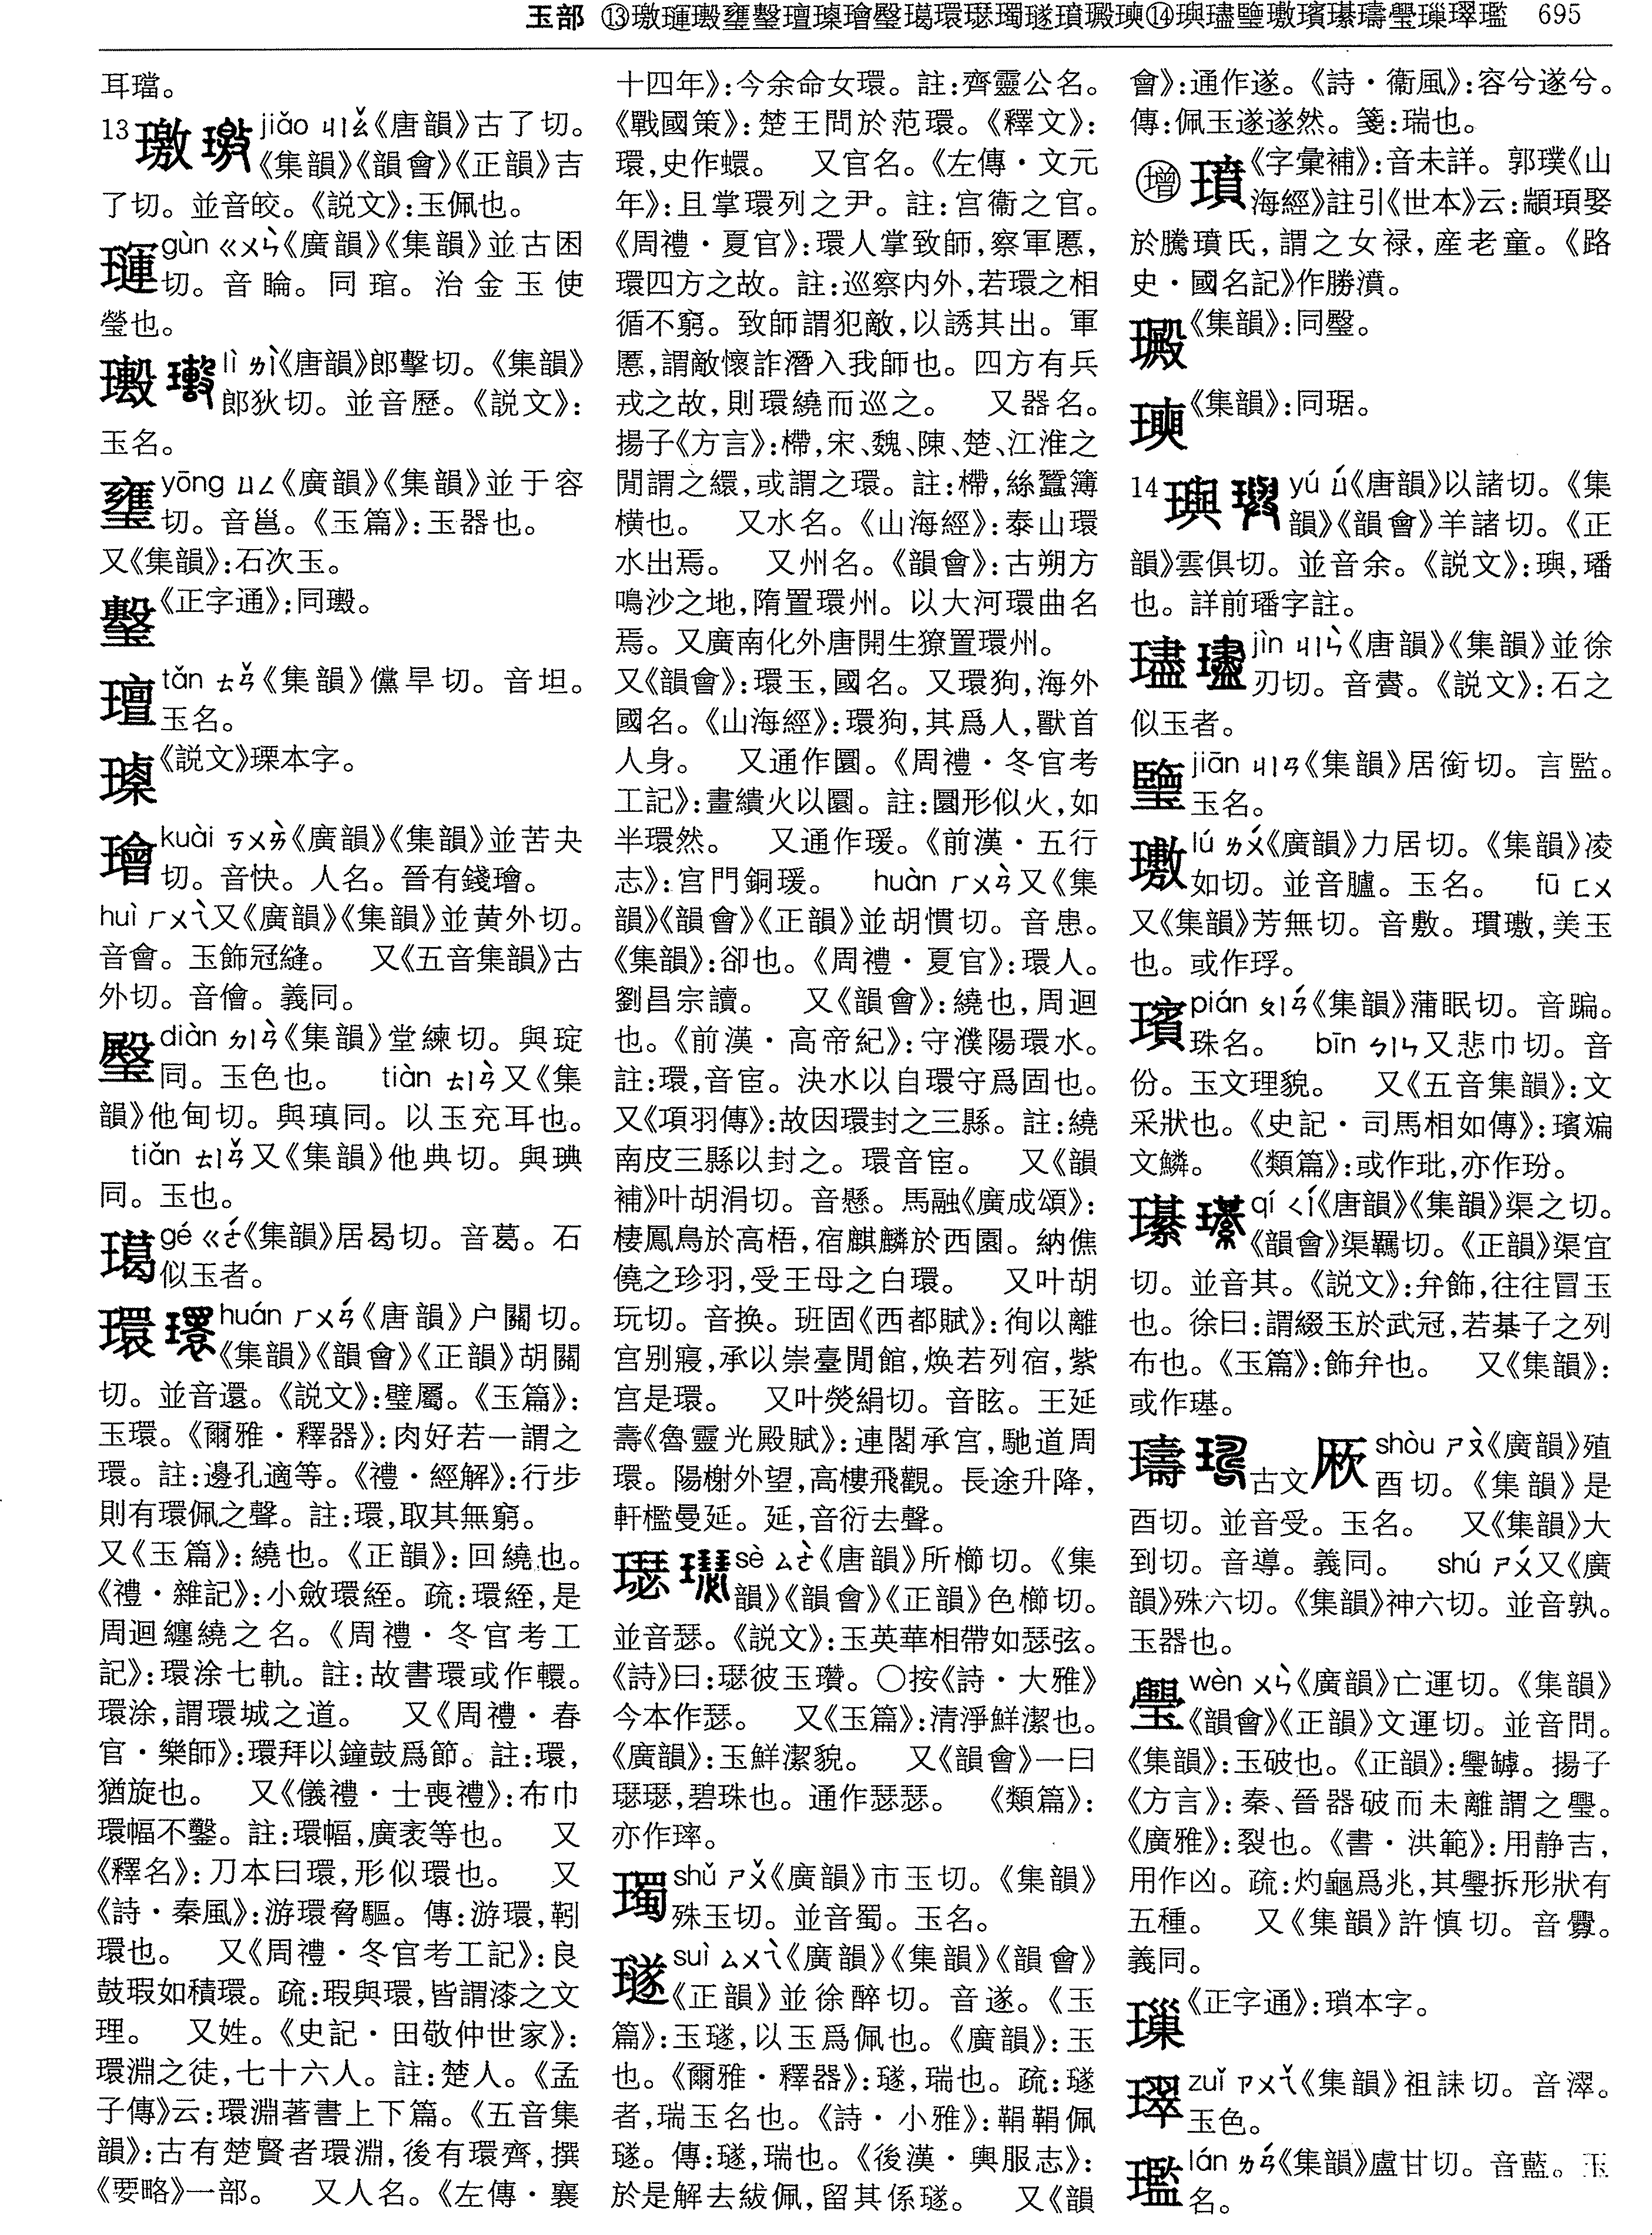 玉部 ⑬璬璭㻺壅瑿璮璪璯瑿㻿環璱璛璲璌⑭璵璶㻽璷璸璂璹璺璅璻㼁 695
耳璫。
13璬 jiǎo ㄐㄧㄠˇ《唐韻》古了切。
《集韻》《韻會》《正韻》吉
了切。並音皎。《説文》:玉佩也。
璭 gùn ㄍㄨㄣˋ《廣韻》《集韻》並古困
切。音睔。同琯。治金玉使
瑩也。
lì ㄌㄧˋ《唐韻》郎擊切。《集韻》
郎狄切。並音歷。《説文》:
玉名。
yōng ㄩㄥ《廣韻》《集韻》並于容
切。音邕。《玉篇》:玉器也。
又《集韻》:石次玉。
《正字通》:同。
璮 tǎn ㄊㄢˇ《集韻》儻旱切。音坦。
玉名。
《説文》瑮本字。
璯 kuài ㄎㄨㄞˋ《廣韻》《集韻》並苦夬
切。音快。人名。晉有錢璯。
huì ㄏㄨㄟˋ又《廣韻》《集韻》並黄外切。
音會。玉飾冠縫。 又《五音集韻》古
外切。音儈。義同。
diàn ㄉㄧㄢˋ《集韻》堂練切。與琔
同。玉色也。 tiàn ㄊㄧㄢˋ又《集
韻》他甸切。與瑱同。以玉充耳也。
tiǎn ㄊㄧㄢˇ又《集韻》他典切。與琠
同。玉也。
gé ㄍㄜˊ《集韻》居曷切。音葛。石
似玉者。
環 huán ㄏㄨㄢˊ《唐韻》户關切。
《集韻》《韻會》《正韻》胡關
切。並音還。《説文》:璧屬。《玉篇》:
玉環。《爾雅・釋器》:肉好若一謂之
環。註:邊孔適等。《禮・經解》:行步
則有環佩之聲。註:環,取其無窮。
又《玉篇》:繞也。《正韻》:回繞也。
《禮・雜記》:小斂環絰。疏:環絰,是
周迴纏繞之名。《周禮・冬官考工
記》:環涂七軌。註:故書環或作轘。
環涂,謂環城之道。 又《周禮・春
官・樂師》:環拜以鐘鼓爲節。註:環,
猶旋也。 又《儀禮・士喪禮》:布巾
環幅不鑿。註:環幅,廣袤等也。 又
《釋名》:刀本曰環,形似環也。 又
《詩・秦風》:游環脅驅。傳:游環,靷
環也。 又《周禮・冬官考工記》:良
鼓瑕如積環。疏:瑕與環,皆謂漆之文
理。 又姓。《史記・田敬仲世家》:
環淵之徒,七十六人。註:楚人。《孟
子傳》云:環淵著書上下篇。《五音集
韻》:古有楚賢者環淵,後有環齊,撰
《要略》一部。 又人名。《左傳・襄
十四年》:今余命女環。註:齊靈公名。
《戰國策》:楚王問於范環。《釋文》:
環,史作蠉。 又官名。《左傳・文元
年》:且掌環列之尹。註:宫衞之官。
《周禮・夏官》:環人掌致師,察軍慝,
環四方之故。註:巡察内外,若環之相
循不窮。致師謂犯敵,以誘其出。軍
慝,謂敵懷詐潛入我師也。四方有兵
戎之故,則環繞而巡之。 又器名。
揚子《方言》:㯂,宋、魏、陳、楚、江淮之
閒謂之繯,或謂之環。註:㯂,絲蠶簿
横也。 又水名。《山海經》:泰山環
水出焉。 又州名。《韻會》:古朔方
鳴沙之地,隋置環州。以大河環曲名
焉。又廣南化外唐開生獠置環州。
又《韻會》:環玉,國名。又環狗,海外
國名。《山海經》:環狗,其爲人,獸首
人身。 又通作圜。《周禮・冬官考
工記》:畫繢火以圜。註:圜形似火,如
半環然。 又通作瑗。《前漢・五行
志》:宫門銅瑗。 huàn ㄏㄨㄢˋ又《集
韻》《韻會》《正韻》並胡慣切。音患。
《集韻》:卻也。《周禮・夏官》:環人。
劉昌宗讀。 又《韻會》:繞也,周迴
也。《前漢・高帝紀》:守濮陽環水。
註:環,音宦。決水以自環守爲固也。
又《項羽傳》:故因環封之三縣。註:繞
南皮三縣以封之。環音宦。 又《韻
補》叶胡涓切。音懸。馬融《廣成頌》:
棲鳳鳥於高梧,宿麒麟於西園。納僬
僥之珍羽,受王母之白環。 又叶胡
玩切。音换。班固《西都賦》:徇以離
宫别寢,承以崇臺閒館,焕若列宿,紫
宫是環。 又叶熒絹切。音眩。王延
壽《魯靈光殿賦》:連閣承宫,馳道周
環。陽榭外望,高樓飛觀。長途升降,
軒檻曼延。延,音衍去聲。
璱 sè ㄙㄜˋ《唐韻》所櫛切。《集
韻》《韻會》《正韻》色櫛切。
並音瑟。《説文》:玉英華相帶如瑟弦。
《詩》曰:璱彼玉瓚。〇按《詩・大雅》
今本作瑟。 又《玉篇》:清淨鮮潔也。
《廣韻》:玉鮮潔貌。 又《韻會》一曰
璱璱,碧珠也。通作瑟瑟。 《類篇》:
亦作㻭。
璛 shǔ ㄕㄨˇ《廣韻》市玉切。《集韻》
殊玉切。並音蜀。玉名。
璲 suì ㄙㄨㄟˋ《廣韻》《集韻》《韻會》
《正韻》並徐醉切。音遂。《玉
篇》:玉璲,以玉爲佩也。《廣韻》:玉
也。《爾雅・釋器》:璲,瑞也。疏:璲
者,瑞玉名也。《詩・小雅》:鞙鞙佩
璲。傳:璲,瑞也。《後漢・輿服志》:
於是解去紱佩,留其係璲。 又《韻
會》:通作遂。《詩・衞風》:容兮遂兮。
傳:佩玉遂遂然。箋:瑞也。
增 璝《字彙補》:音未詳。郭璞《山
海經》註引《世本》云:顓頊娶
於騰墳氏,謂之女禄,産老童。《路
史・國名記》作勝濆。
《集韻》:同。
《集韻》:同琚。
14璵 yú ㄩˊ《唐韻》以諸切。《集
韻》《韻會》羊諸切。《正
韻》雲俱切。並音余。《説文》:璵,璠
也。詳前璠字註。
璶 jìn ㄐㄧㄣˋ《唐韻》《集韻》並徐
刃切。音賮。《説文》:石之
似玉者。
jiān ㄐㄧㄢ《集韻》居銜切。言監。
玉名。
璷 lú ㄌㄨˊ《廣韻》力居切。《集韻》凌
如切。並音臚。玉名。 fū ㄈㄨ
又《集韻》芳無切。音敷。璊璷,美玉
也。或作琈。
璸 pián ㄆㄧㄢˊ《集韻》蒲眠切。音蹁。
珠名。 bīn ㄅㄧㄣ又悲巾切。音
份。玉文理貌。 又《五音集韻》:文
采狀也。《史記・司馬相如傳》:璸斒
文鱗。 《類篇》:或作玭,亦作玢。
璂 qí ㄑㄧˊ《唐韻》《集韻》渠之切。
《韻會》渠羈切。《正韻》渠宜
切。並音其。《説文》:弁飾,往往冒玉
也。徐曰:謂綴玉於武冠,若棊子之列
布也。《玉篇》:飾弁也。 又《集韻》:
或作璂。
璹 古文 shòu ㄕㄡˋ《廣韻》殖
酉切。《集韻》是
酉切。並音受。玉名。 又《集韻》大
到切。音導。義同。 shú ㄕㄨˊ又《廣
韻》殊六切。《集韻》神六切。並音孰。
玉器也。
璺 wèn ㄨㄣˋ《廣韻》亡運切。《集韻》
《韻會》《正韻》文運切。並音問。
《集韻》:玉破也。《正韻》:璺罅。揚子
《方言》:秦、晉器破而未離謂之璺。
《廣雅》:裂也。《書・洪範》:用静吉,
用作凶。疏:灼龜爲兆,其璺拆形狀有
五種。 又《集韻》許慎切。音釁。
義同。
《正字通》:瑣本字。
璻 zuǐ ㄗㄨㄟˇ《集韻》祖誄切。音濢。
玉色。
㼁 lán ㄌㄢˊ《集韻》盧甘切。音藍。玉
名。